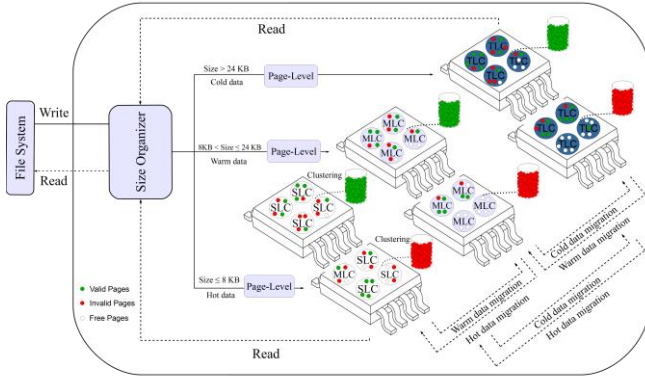 Read
Size > 24 KB
Cold data
Page-Level
TLC
TLC
TLC
TLC
Write
File System
Size Organizer
Read
8KB < Size ≤ 24 KB
Warm data
Page-Level
MLC
MLC
MLC
MLC
TLC
TLC
TLC
TLC
Clustering
SLC
SLC
SLC
SLC
MLC
MLC
MLC
MLC
Clustering
Size ≤ 8 KB
Hot data
Page-Level
SLC
MLC
SLC
SLC
Cold data migration
Warm data migration
Warm data migration
Hot data migration
Cold data migration
Hot data migration
Valid Pages
Invalid Pages
Free Pages
Read